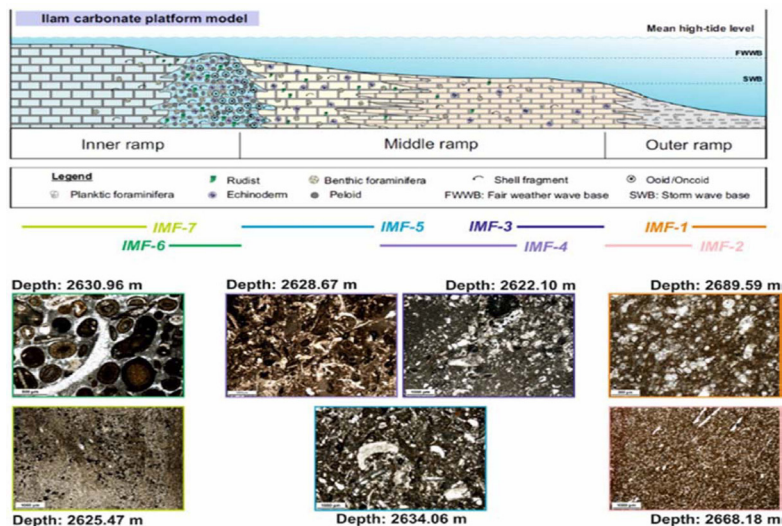 Ilam carbonate platform model
Mean high-tide level
FWWB
SWB
Inner ramp Middle ramp Outer ramp
Legend
Rudist Benthic foraminifera Shell fragment Ooid/Oncoid
Planktic foraminifera Echinoderm Peloid FWWB: Fair weather wave base SWB: Storm wave base
IMF-7 IMF-5 IMF-3 IMF-1
IMF-6 IMF-4 IMF-2
Depth: 2630.96 m Depth: 2628.67 m Depth: 2622.10 m Depth: 2689.59 m
Depth: 2625.47 m Depth: 2634.06 m Depth: 2668.18 m